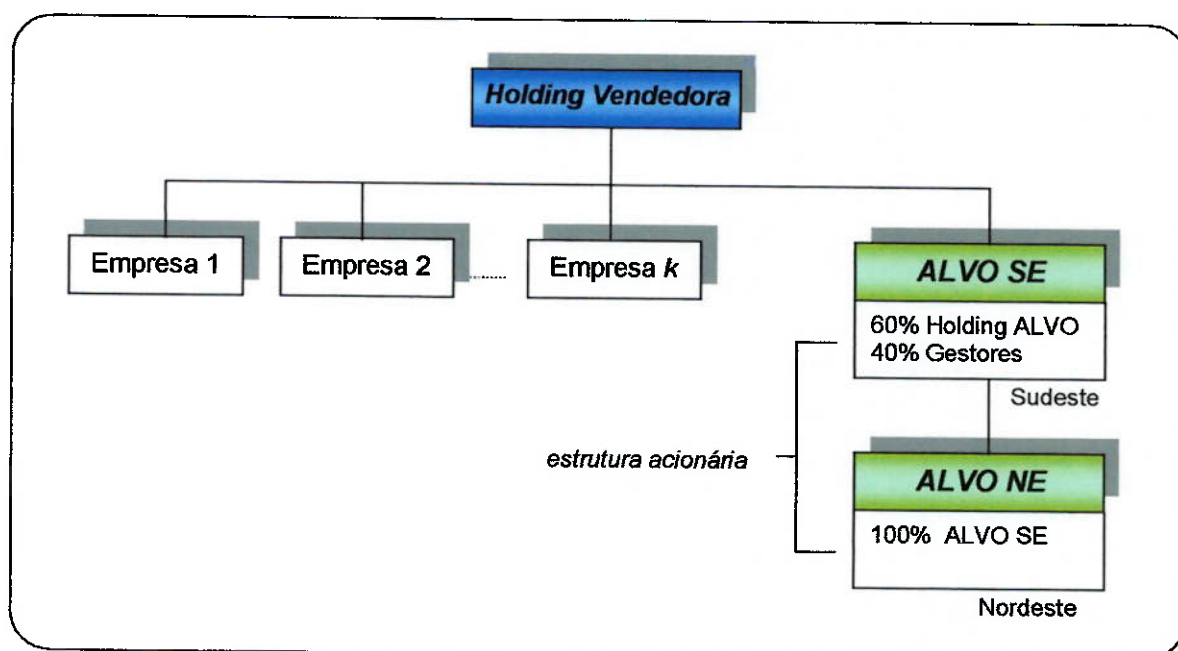 Holding Vendedora
Empresa 1
Empresa 2
........
Empresa k
ALVO SE
60% Holding ALVO
40% Gestores
Sudeste
estrutura acionária
ALVO NE
100% ALVO SE
Nordeste